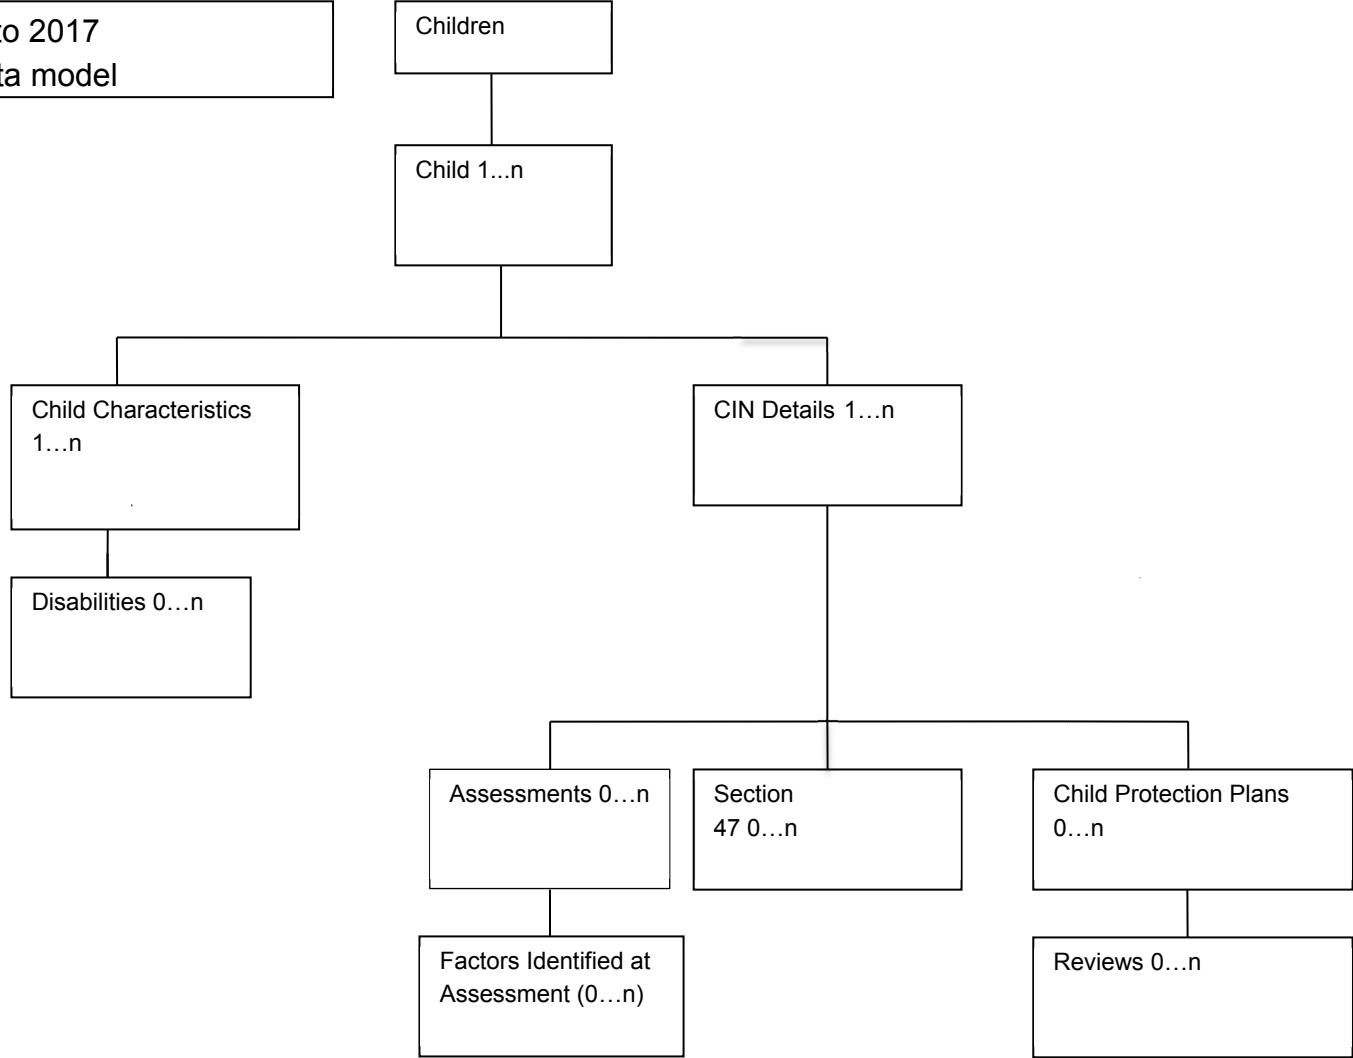 to 2017
ta model
Children
Child 1...n
Child Characteristics
1…n
CIN Details 1…n
Disabilities 0…n
Assessments 0…n
Section
47 0…n
Child Protection Plans
0…n
Factors Identified at
Assessment (0…n)
Reviews 0…n